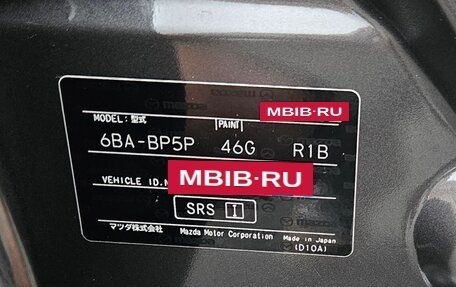 MBIB.RU
MODEL: 型式 PAINT
6BA-BP5P 46G R1B
VEHICLE ID.N
MBIB.RU
SRS I
マツダ株式会社 Mazda Motor Corporation Made in Japan
(D10A)